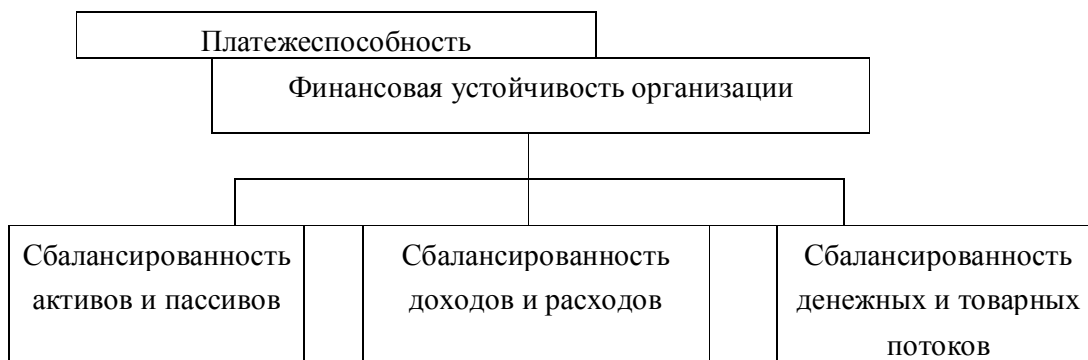 Платежеспособность
Финансовая устойчивость организации
Сбалансированность
активов и пассивов
Сбалансированность
доходов и расходов
Сбалансированность
денежных и товарных
потоков